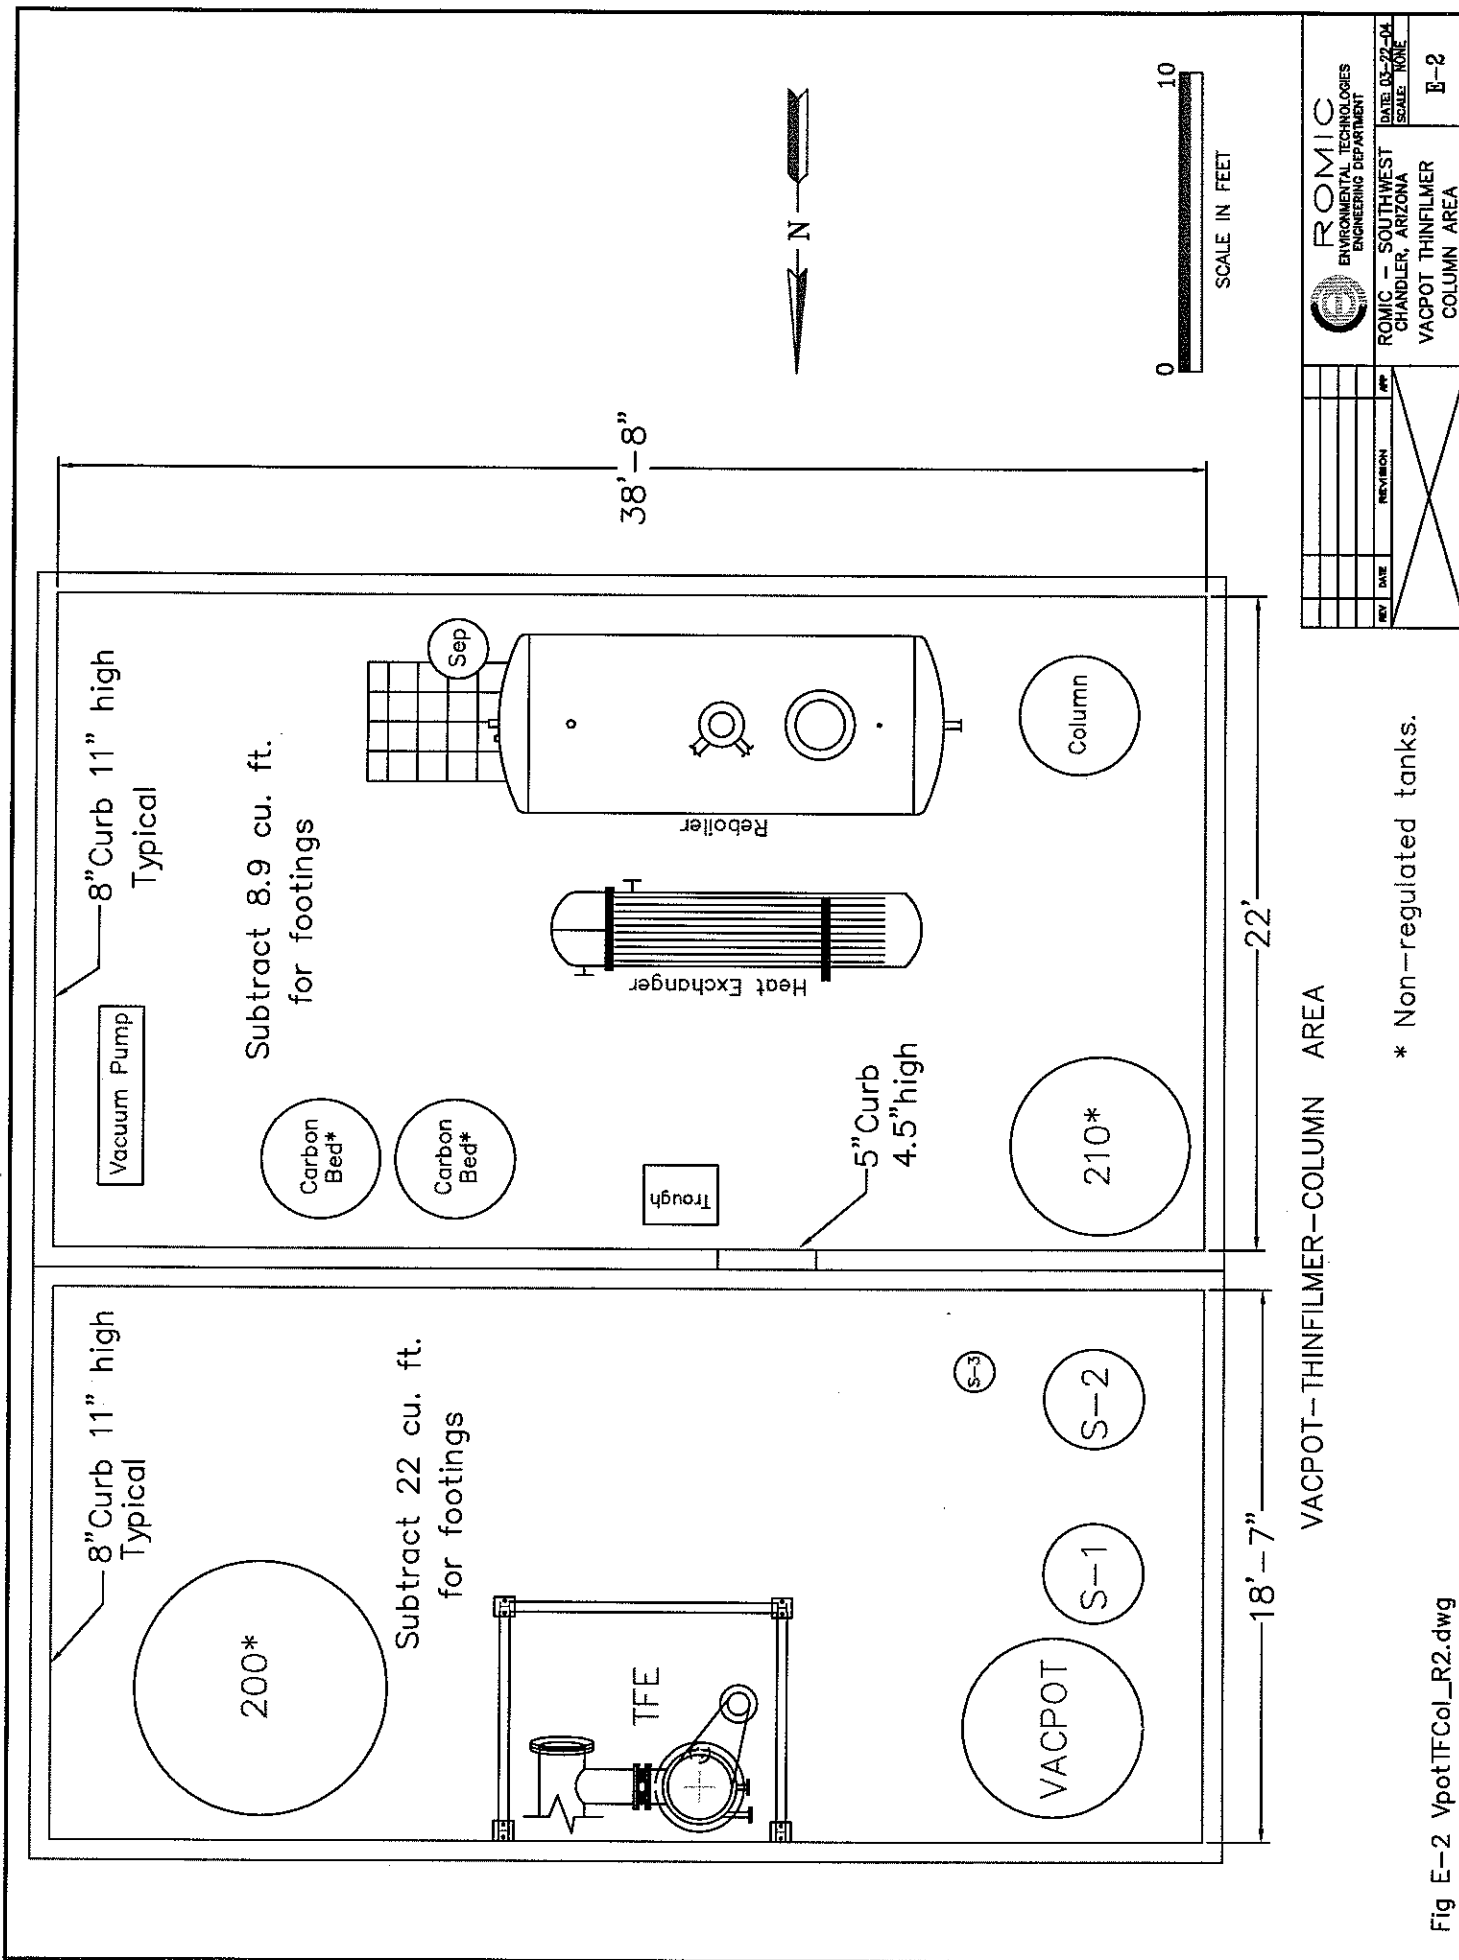 8"Curb 11" high
Typical
200*
Subtract 22 cu. ft.
for footings
TFE
VACPOT
S-1
S-2
S-3
18'-7"
8"Curb 11" high
Typical
Vacuum Pump
Subtract 8.9 cu. ft.
for footings
Carbon
Bed*
Carbon
Bed*
Trough
5"Curb
4.5"high
210*
Heat Exchanger
Reboiler
Sep
Column
22'
38'-8"
N
0
10
SCALE IN FEET
VACPOT-THINFILMER-COLUMN AREA
* Non-regulated tanks.
Fig E-2 VpotTFCol_R2.dwg
REV
DATE
REVISION
APP
ROMIC
ENVIRONMENTAL TECHNOLOGIES
ENGINEERING DEPARTMENT
ROMIC - SOUTHWEST
CHANDLER, ARIZONA
VACPOT THINFILMER
COLUMN AREA
DATE: 03-22-04
SCALE: NONE
E-2